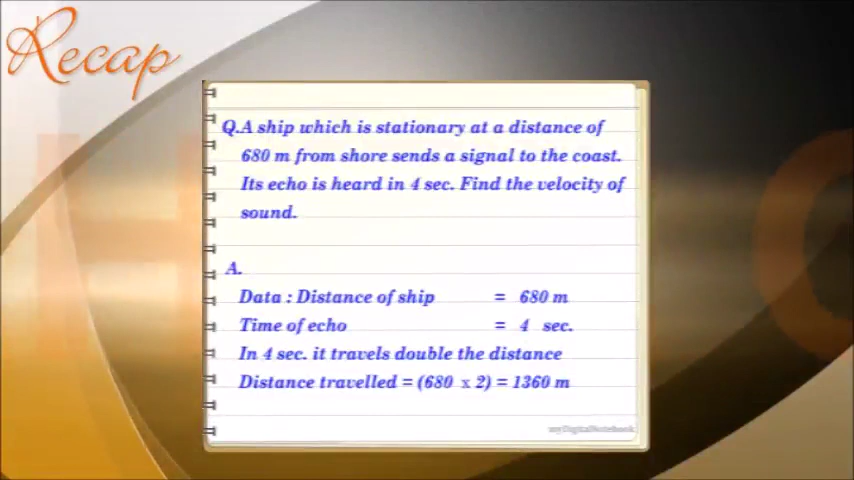 Recap
Q.A ship which is stationary at a distance of
680 m from shore sends a signal to the coast.
Its echo is heard in 4 sec. Find the velocity of
sound.
A.
Data : Distance of ship = 680 m
Time of echo = 4 sec.
In 4 sec. it travels double the distance
Distance travelled = (680 x 2) = 1360 m
myDigitalNotebook